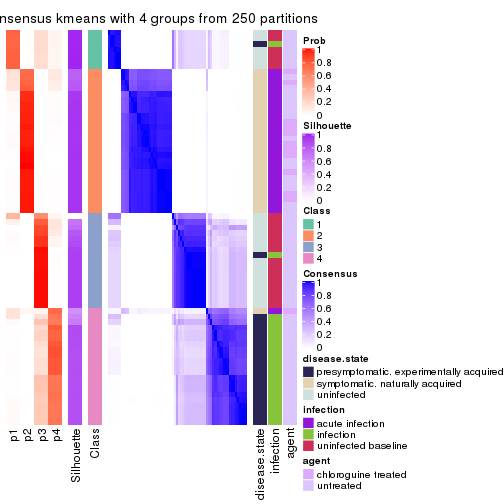 nsensus kmeans with 4 groups from 250 partitions
Prob
1
0.8
0.6
0.4
0.2
0
Silhouette
1
0.8
0.6
0.4
0.2
0
Class
1
2
3
4
Consensus
1
0.8
0.6
0.4
0.2
0
disease.state
presymptomatic. experimentally acquired
symptomatic. naturally acquired
uninfected
infection
acute infection
infection
uninfected baseline
agent
chloroguine treated
untreated
p1
p2
p3
p4
Silhouette
Class
disease.state
infection
agent